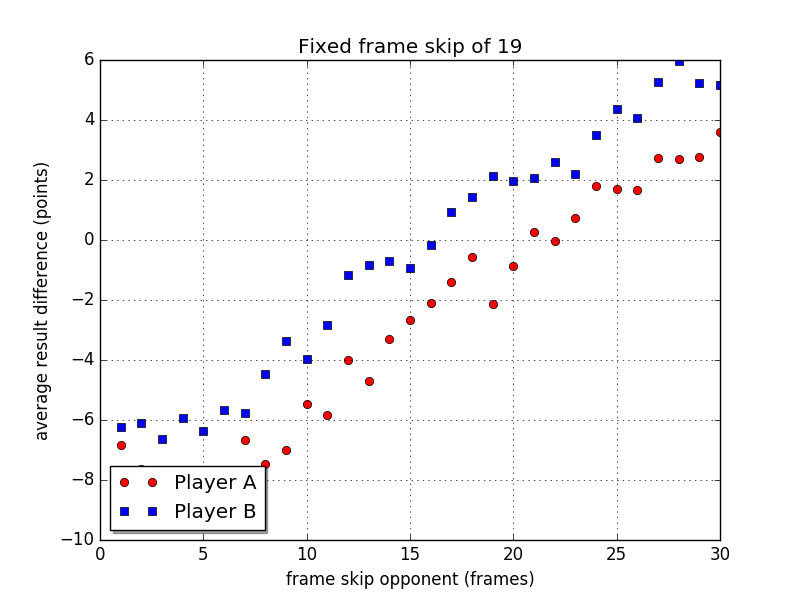 Fixed frame skip of 19
6
4
2
0
−2
−4
−6
−8
−10
average result difference (points)
Player A
Player B
0 5 10 15 20 25 30
frame skip opponent (frames)